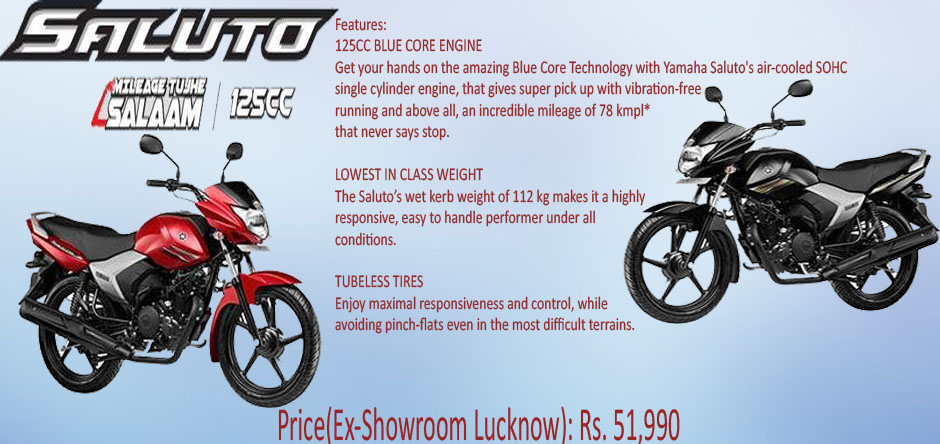 SALUTO
MILEAGE TUJHE
SALAAM
125CC
Features:
125CC BLUE CORE ENGINE
Get your hands on the amazing Blue Core Technology with Yamaha Saluto's air-cooled SOHC
single cylinder engine, that gives super pick up with vibration-free
running and above all, an incredible mileage of 78 kmpl*
that never says stop.
LOWEST IN CLASS WEIGHT
The Saluto’s wet kerb weight of 112 kg makes it a highly
responsive, easy to handle performer under all
conditions.
TUBELESS TIRES
Enjoy maximal responsiveness and control, while
avoiding pinch-flats even in the most difficult terrains.
Price(Ex-Showroom Lucknow): Rs. 51,990